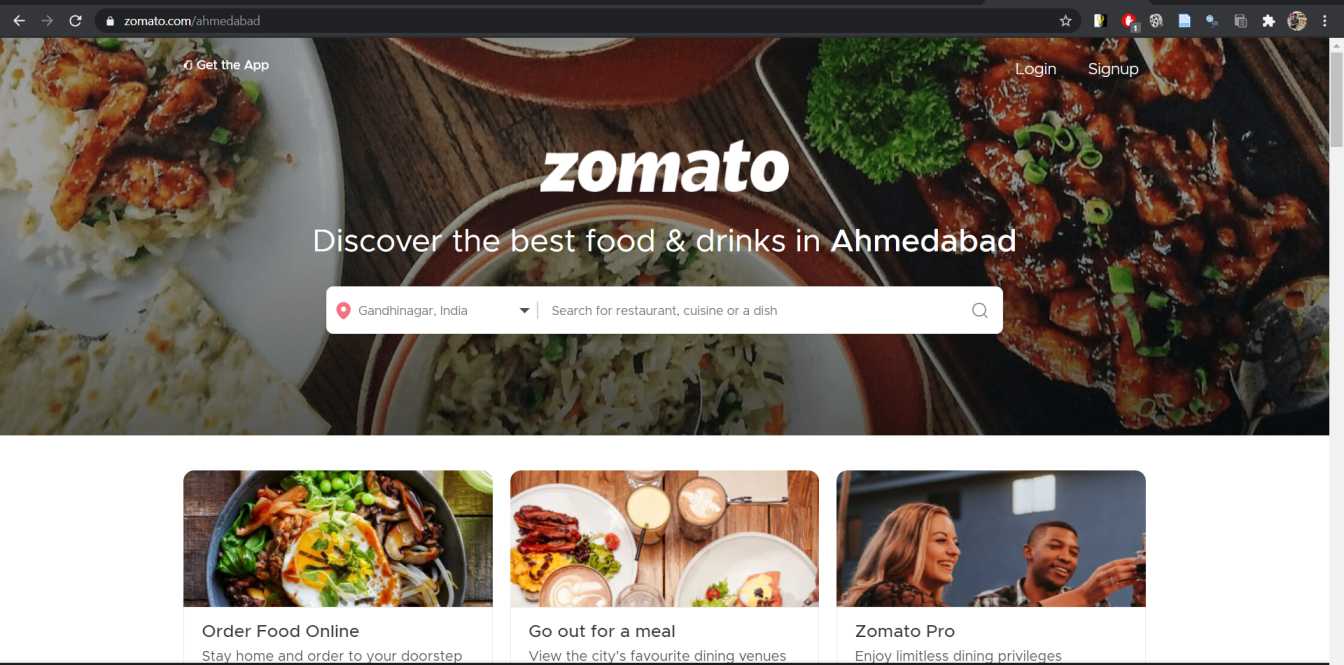 zomato.com/ahmedabad
1
Get the App
Login Signup
zomato
Discover the best food & drinks in Ahmedabad
Gandhinagar, India Search for restaurant, cuisine or a dish
Order Food Online Go out for a meal Zomato Pro
Stay home and order to your doorstep View the city's favourite dining venues Enjoy limitless dining privileges